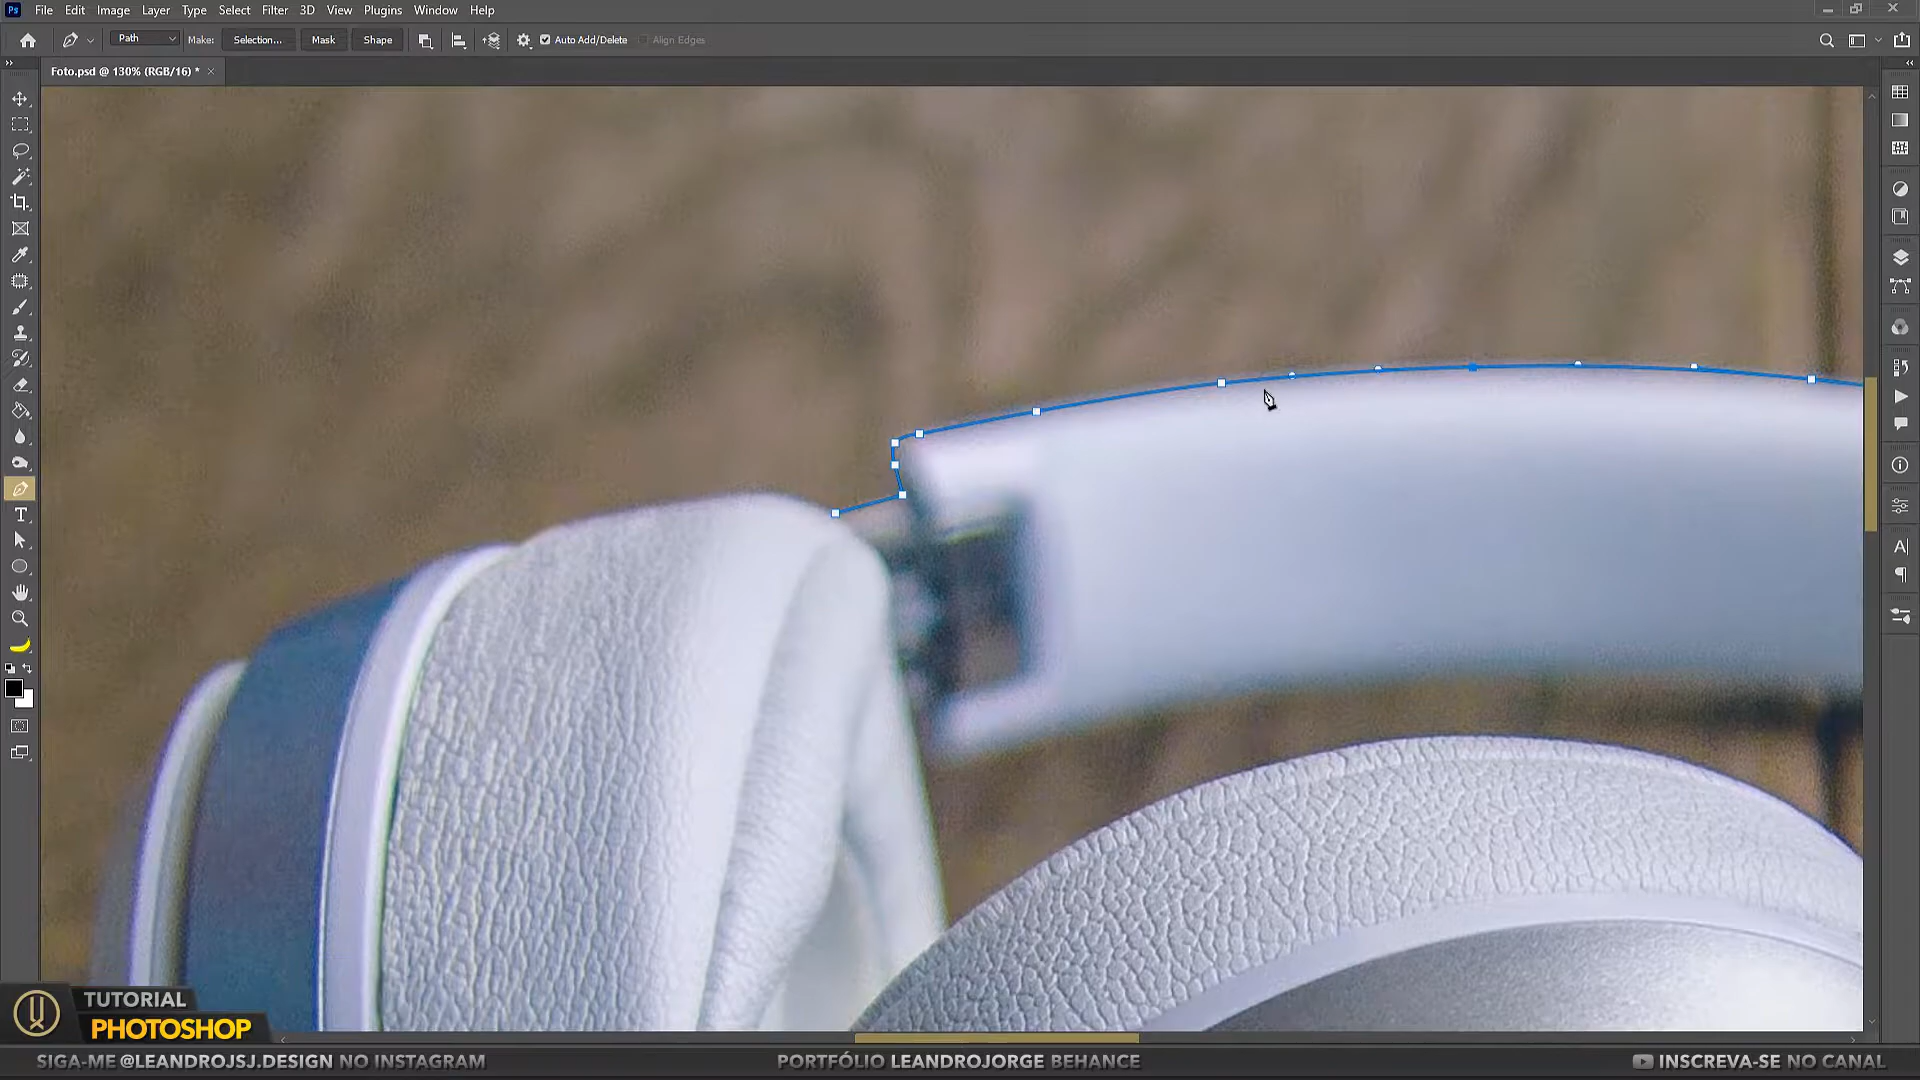 Ps File Edit Image Layer Type Select Filter 3D View Plugins Window Help
Path Make: Selection... Mask Shape Auto Add/Delete Align Edges
Foto.psd @ 130% (RGB/16) *
TUTORIAL
PHOTOSHOP
SIGA-ME @LEANDROJSJ.DESIGN NO INSTAGRAM PORTFÓLIO LEANDROJORGE BEHANCE INSCREVA-SE NO CANAL